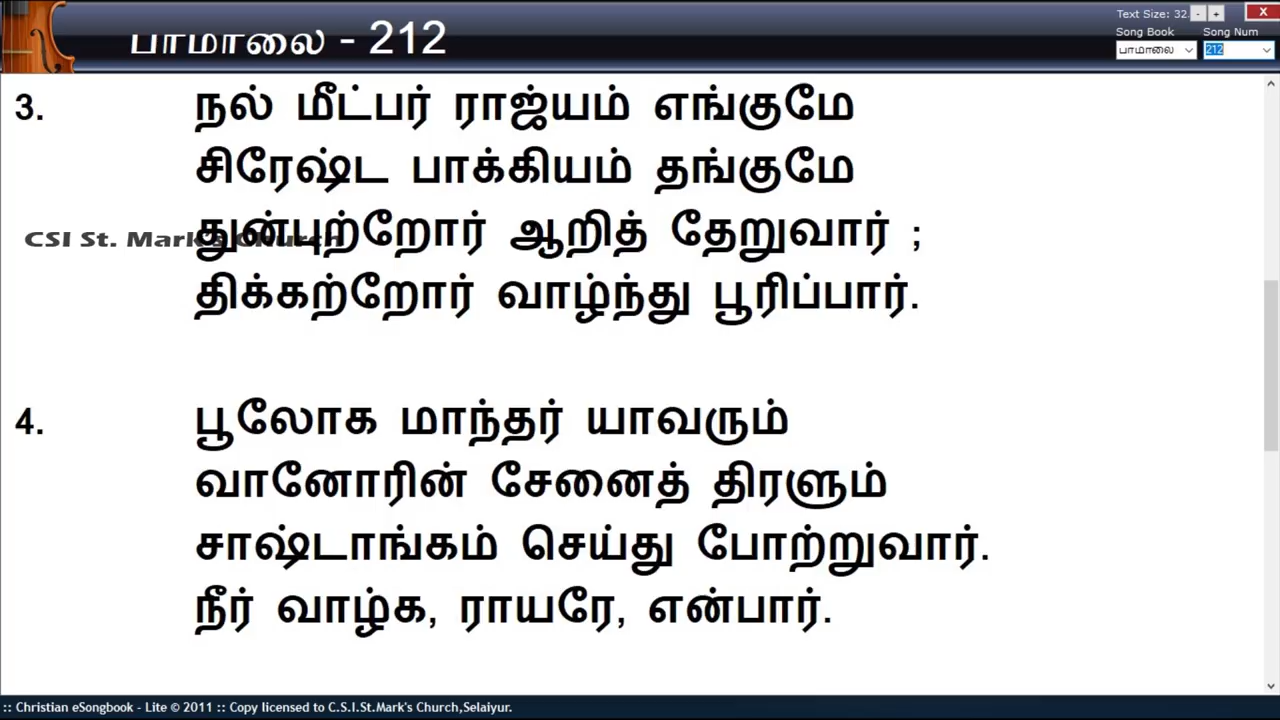 பாமாலை - 212
Text Size: 32. - + X
Song Book Song Num
பாமாலை 212
3. நல் மீட்பர் ராஜ்யம் எங்குமே
சிரேஷ்ட பாக்கியம் தங்குமே
CSI St. Mark's Church
துன்புற்றோர் ஆறித் தேறுவார் ;
திக்கற்றோர் வாழ்ந்து பூரிப்பார்.
4. பூலோக மாந்தர் யாவரும்
வானோரின் சேனைத் திரளும்
சாஷ்டாங்கம் செய்து போற்றுவார்.
நீர் வாழ்க, ராயரே, என்பார்.
:: Christian eSongbook - Lite © 2011 :: Copy licensed to C.S.I.St.Mark's Church,Selaiyur.